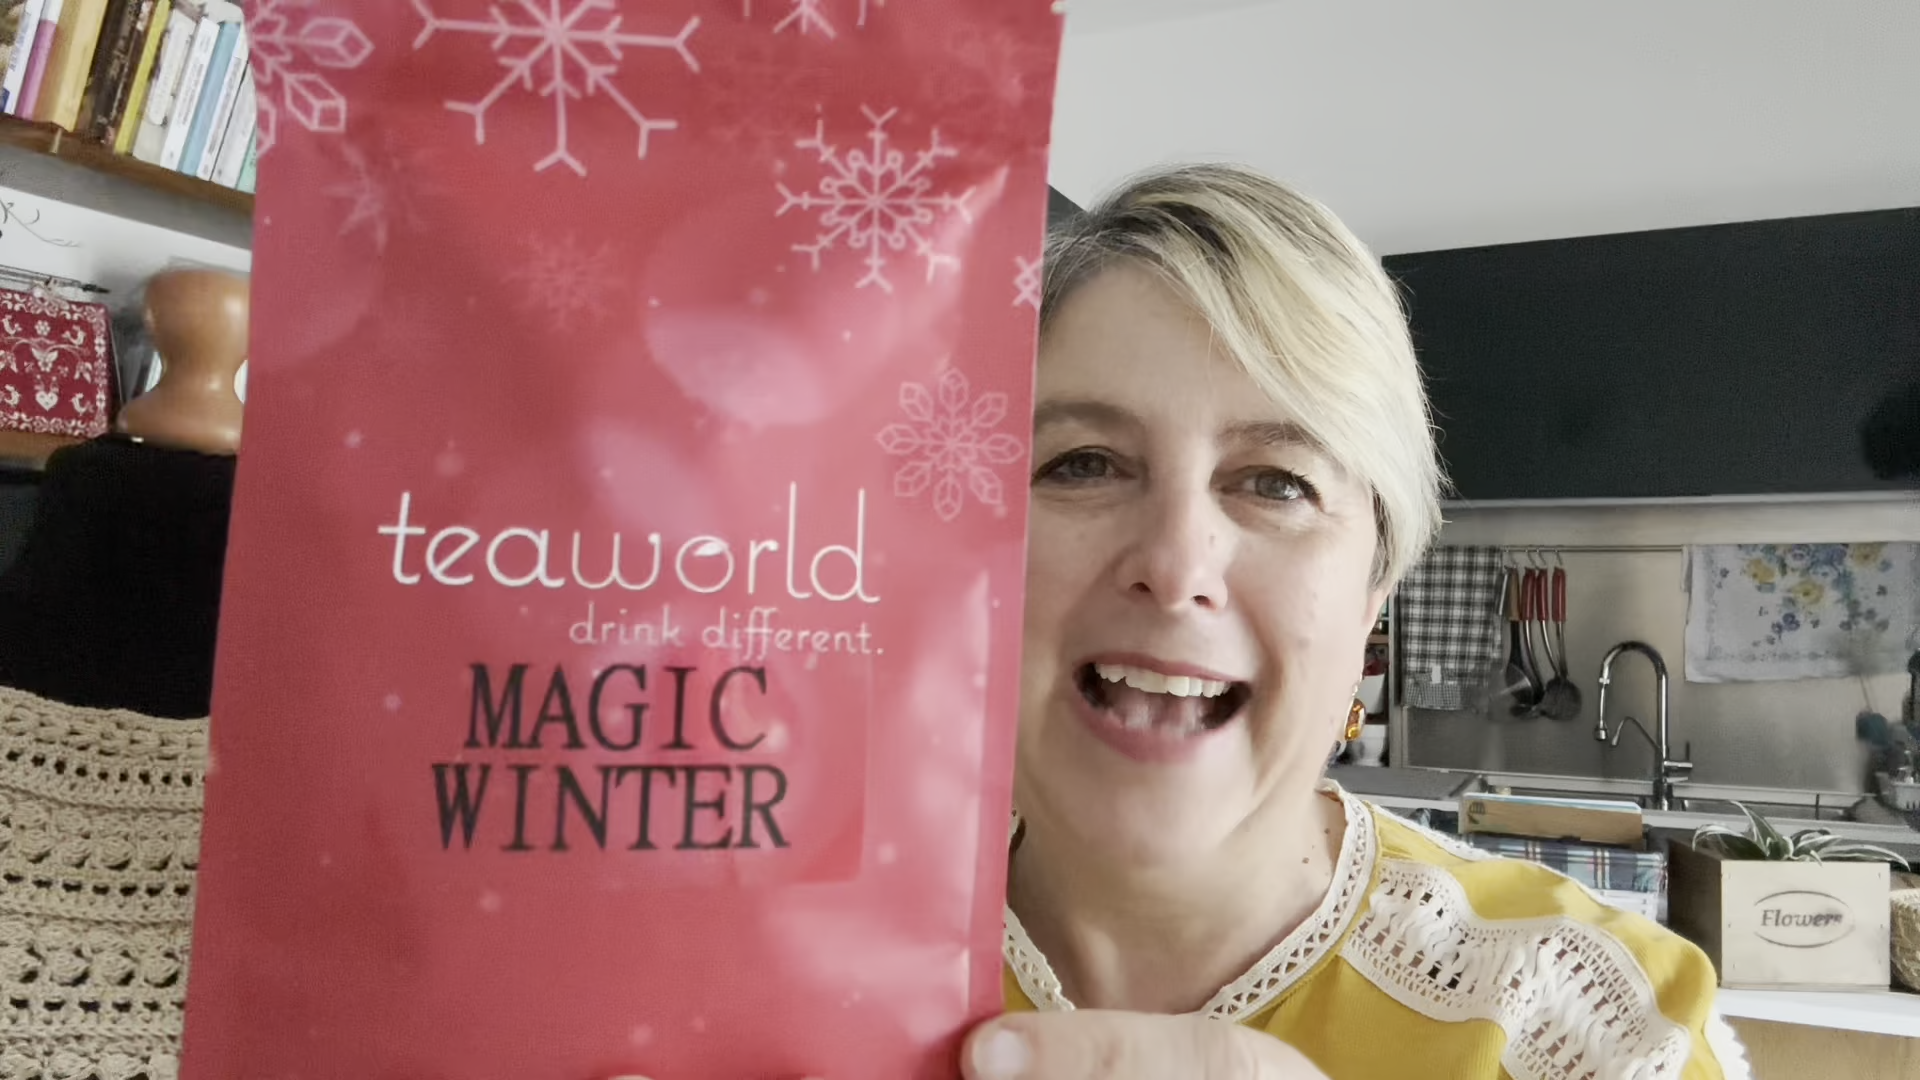 teaworld
drink different.
MAGIC
WINTER
Flowers